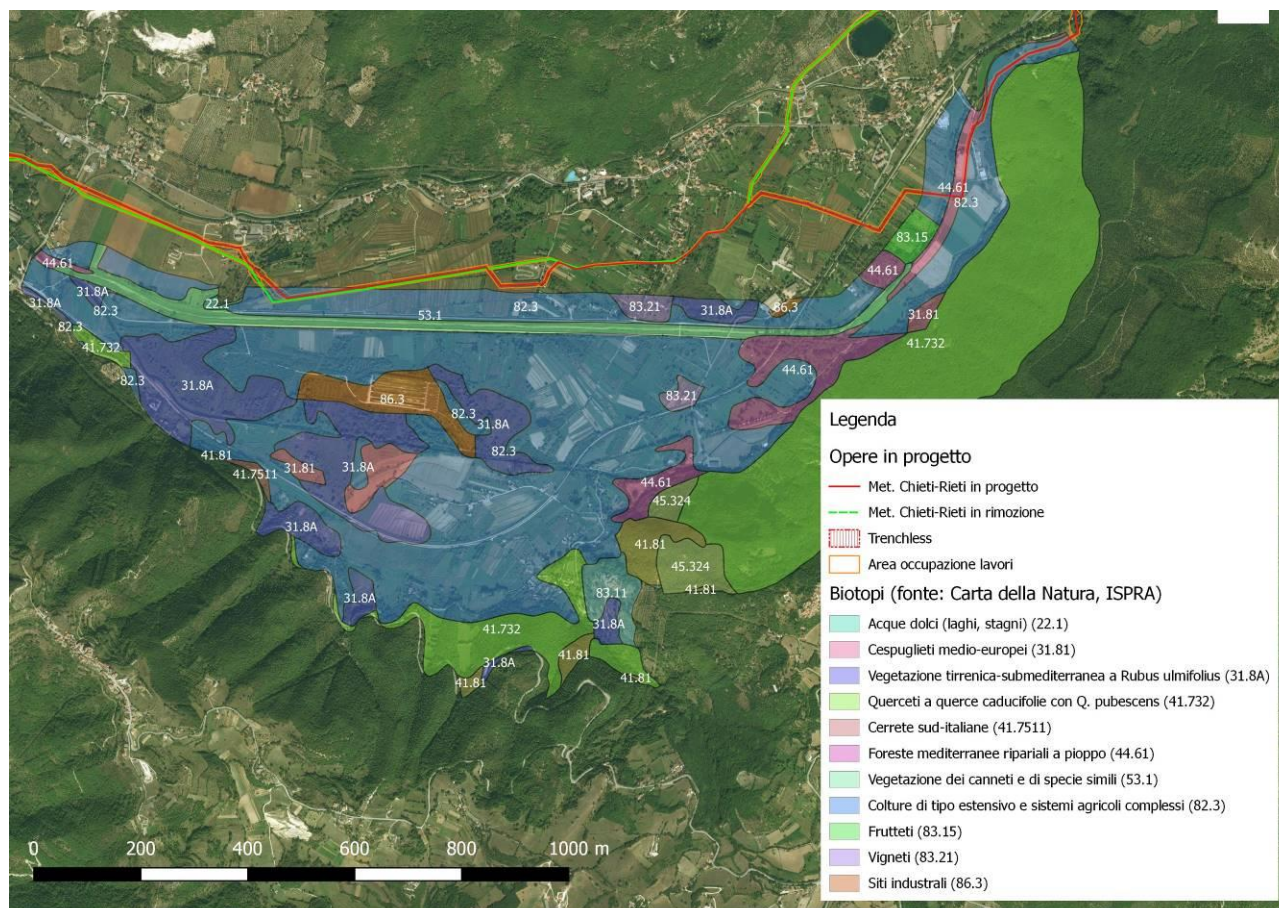 44.61
82.3
83.15
44.61
44.61
31.8A
31.8A
82.3
22.1
53.1
82.3
83.21
31.8A
86.3
31.81
82.3
41.732
41.732
82.3
31.8A
86.3
82.3
31.8A
82.3
83.21
44.61
41.81
41.7511
31.81
31.8A
44.61
45.324
31.8A
41.81
45.324
41.81
31.8A
83.11
31.8A
41.732
31.8A
41.81
41.81
41.81
0 200 400 600 800 1000 m
Legenda
Opere in progetto
Met. Chieti-Rieti in progetto
Met. Chieti-Rieti in rimozione
Trenchless
Area occupazione lavori
Biotopi (fonte: Carta della Natura, ISPRA)
Acque dolci (laghi, stagni) (22.1)
Cespuglieti medio-europei (31.81)
Vegetazione tirrenica-submediterranea a Rubus ulmifolius (31.8A)
Querceti a querce caducifolie con Q. pubescens (41.732)
Cerrete sud-italiane (41.7511)
Foreste mediterranee ripariali a pioppo (44.61)
Vegetazione dei canneti e di specie simili (53.1)
Colture di tipo estensivo e sistemi agricoli complessi (82.3)
Frutteti (83.15)
Vigneti (83.21)
Siti industrali (86.3)